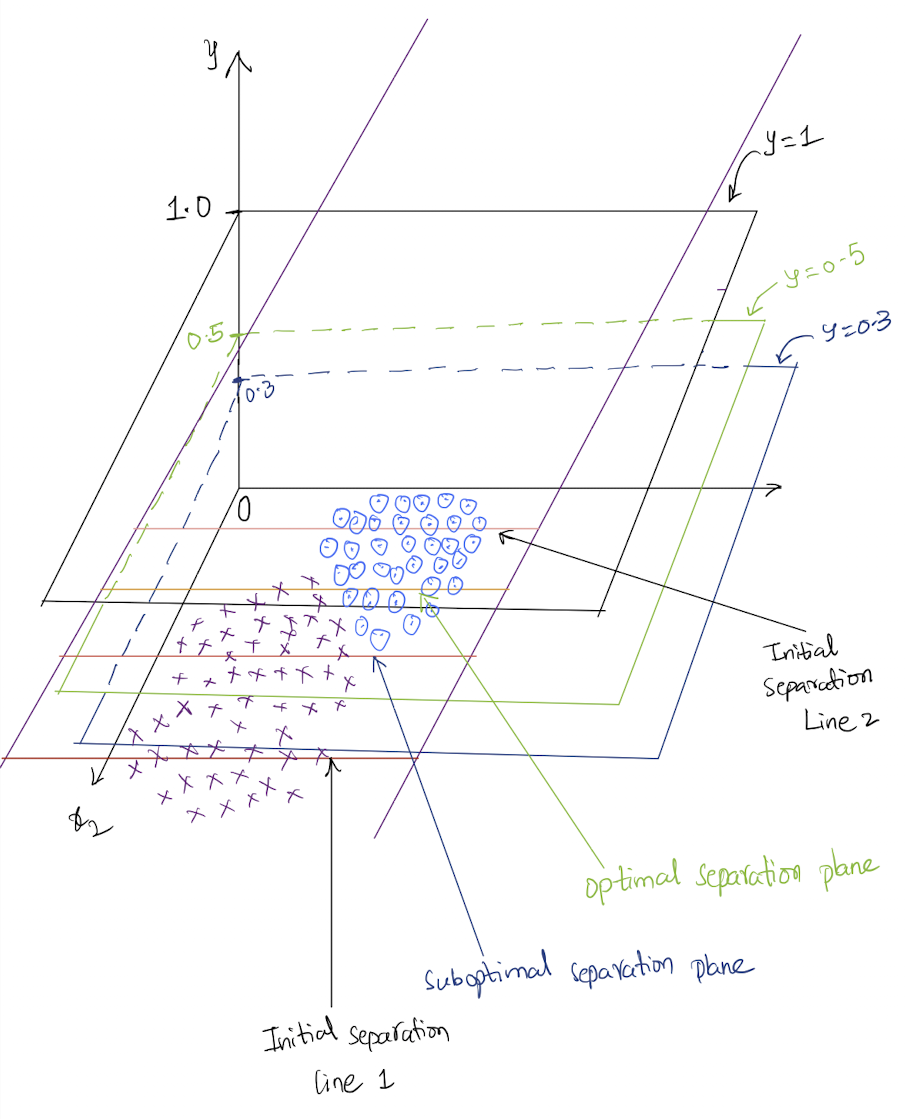 y
y=1
1.0
y=0.5
0.5
y=0.3
0.3
0
Initial
separation
Line 2
x2
optimal separation plane
suboptimal separation plane
Initial separation
line 1